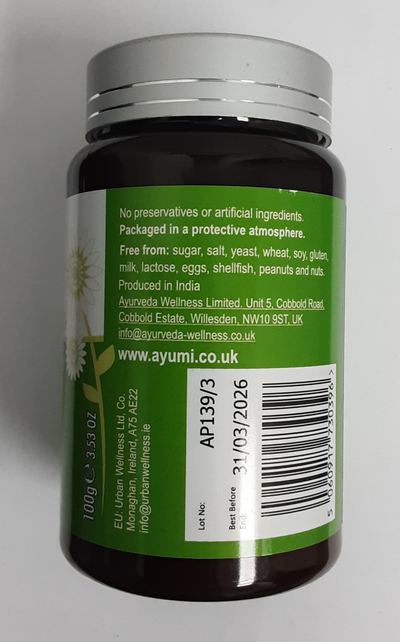 No preservatives or artificial ingredients.
Packaged in a protective atmosphere.
Free from: sugar, salt, yeast, wheat, soy, gluten,
milk, lactose, eggs, shellfish, peanuts and nuts.
Produced in India
Ayurveda Wellness Limited, Unit 5, Cobbold Road,
Cobbold Estate, Willesden, NW10 9ST, UK
info@ayurveda-wellness.co.uk
www.ayumi.co.uk
100g ℮ 3.53 OZ
EU: Urban Wellness Ltd, Co.
Monaghan, Ireland, A75 AE22
info@urbanwellness.ie
Lot No: AP139/3
Best Before
End: 31/03/2026
5 060917 730396 >